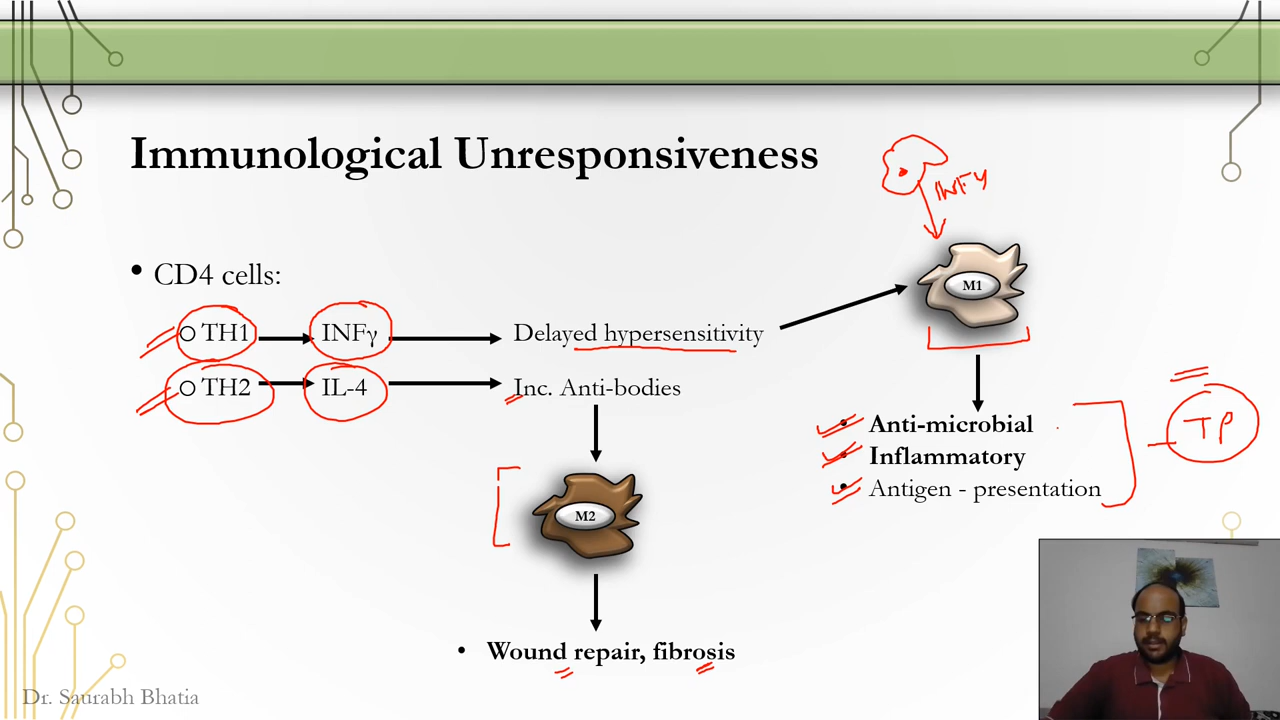 Immunological Unresponsiveness
INFγ
M1
• CD4 cells:
TH1 INFγ Delayed hypersensitivity
TH2 IL-4 Inc. Anti-bodies
• Anti-microbial
• Inflammatory
• Antigen - presentation
TP
M2
• Wound repair, fibrosis
Dr. Saurabh Bhatia